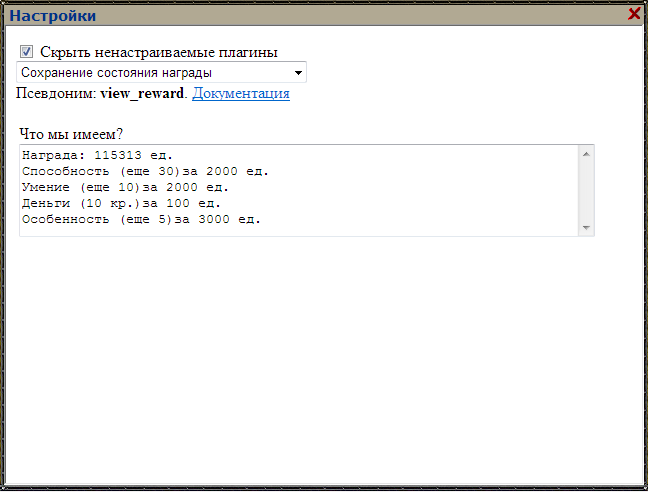 Настройки
Скрыть ненастраиваемые плагины
Сохранение состояния награды
Псевдоним: view_reward. Документация
Что мы имеем?
Награда: 115313 ед.
Способность (еще 30)за 2000 ед.
Умение (еще 10)за 2000 ед.
Деньги (10 кр.)за 100 ед.
Особенность (еще 5)за 3000 ед.